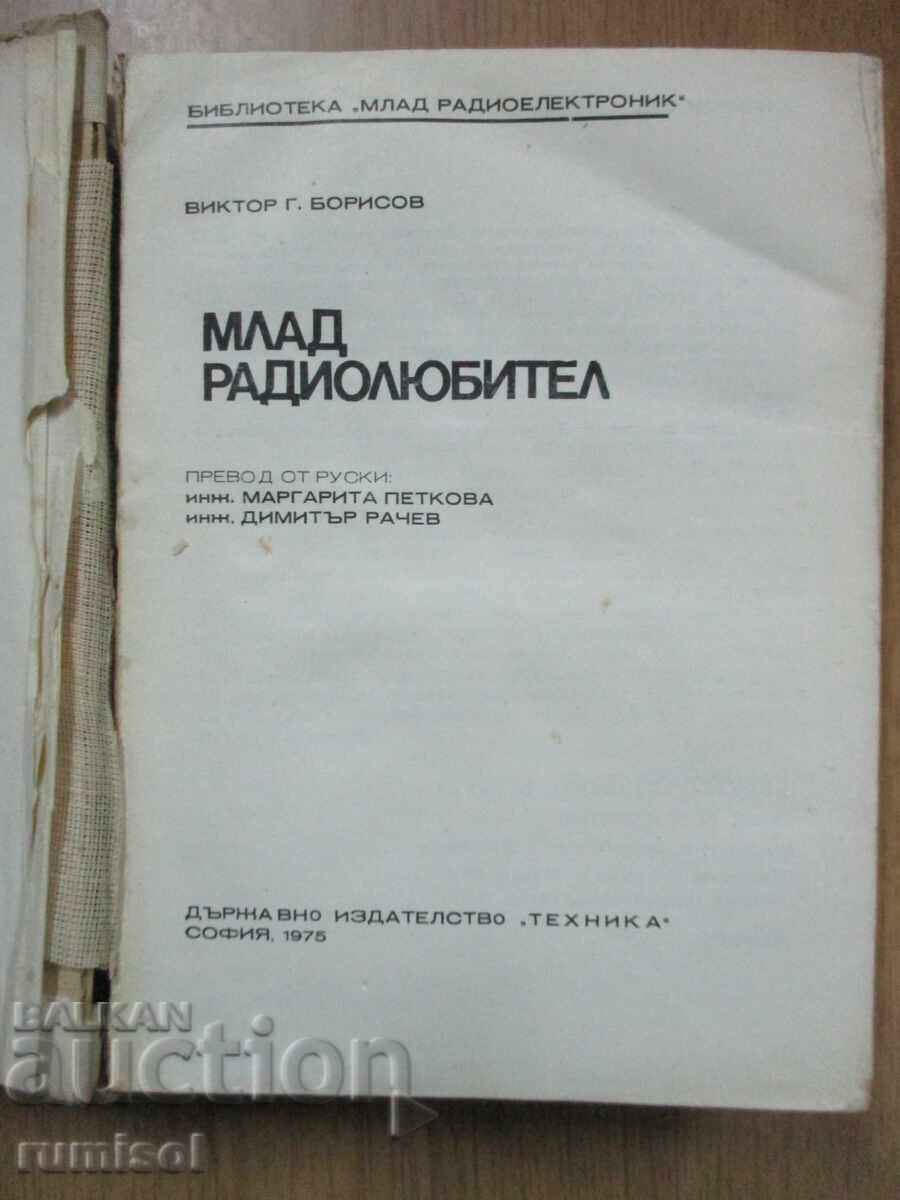 БИБЛИОТЕКА „МЛАД РАДИОЕЛЕКТРОНИК“
ВИКТОР Г. БОРИСОВ
МЛАД
РАДИОЛЮБИТЕЛ
ПРЕВОД ОТ РУСКИ:
инж. МАРГАРИТА ПЕТКОВА
инж. ДИМИТЪР РАЧЕВ
ДЪРЖАВНО ИЗДАТЕЛСТВО „ТЕХНИКА“
СОФИЯ, 1975
BALKAN
auction
rumisol